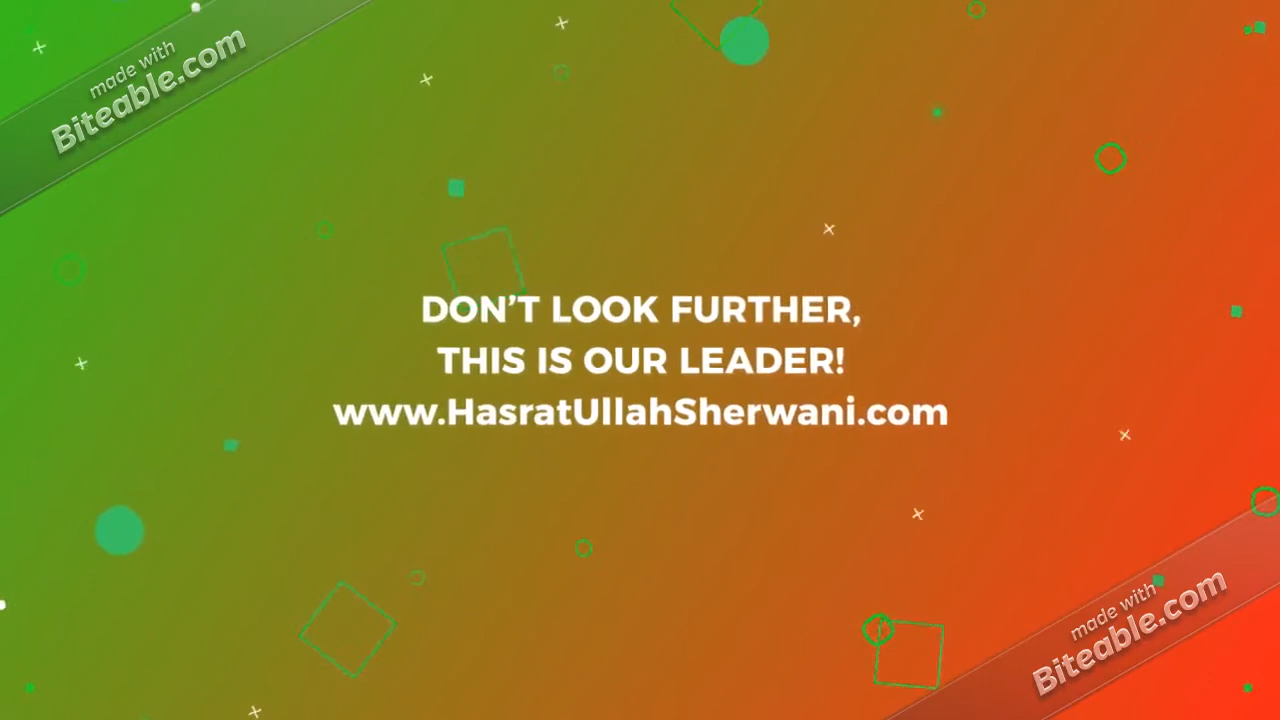 made with
Biteable.com
DON’T LOOK FURTHER,
THIS IS OUR LEADER!
www.HasratUllahSherwani.com
made with
Biteable.com